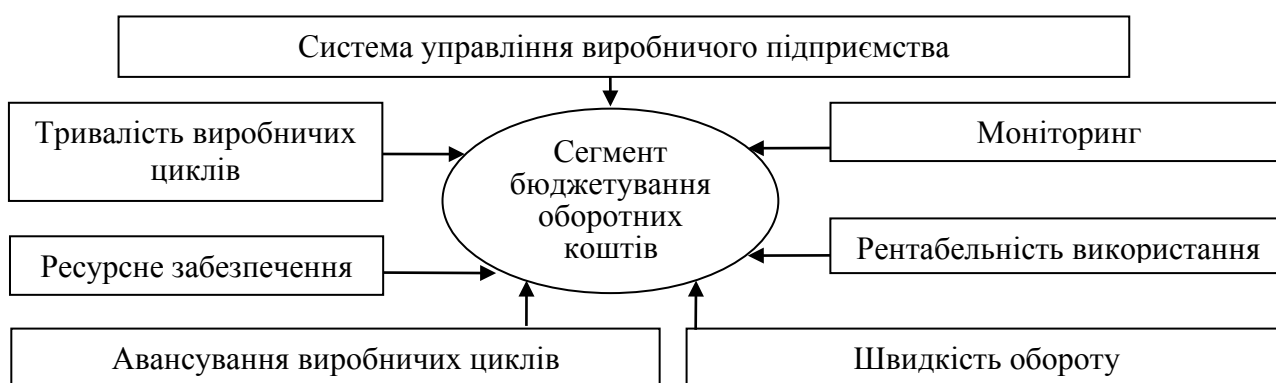 Система управління виробничого підприємства
Тривалість виробничих
циклів
Моніторинг
Сегмент
бюджетування
оборотних
коштів
Ресурсне забезпечення
Рентабельність використання
Авансування виробничих циклів
Швидкість обороту